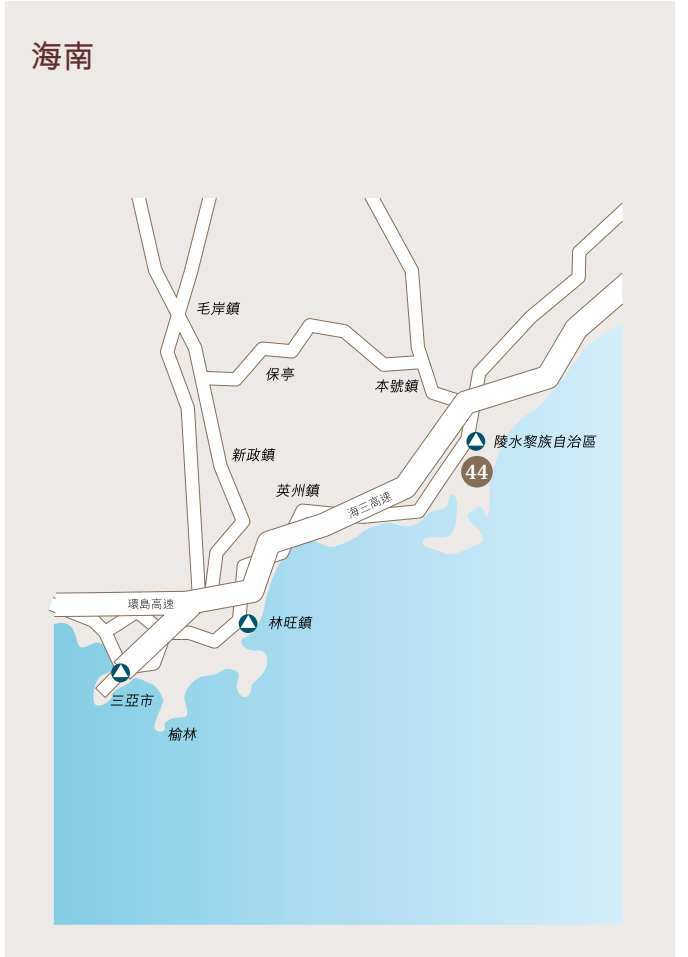 海南
毛岸鎮
保亭
本號鎮
陵水黎族自治區
新政鎮
44
英州鎮
海三高速
環島高速
林旺鎮
三亞市
榆林